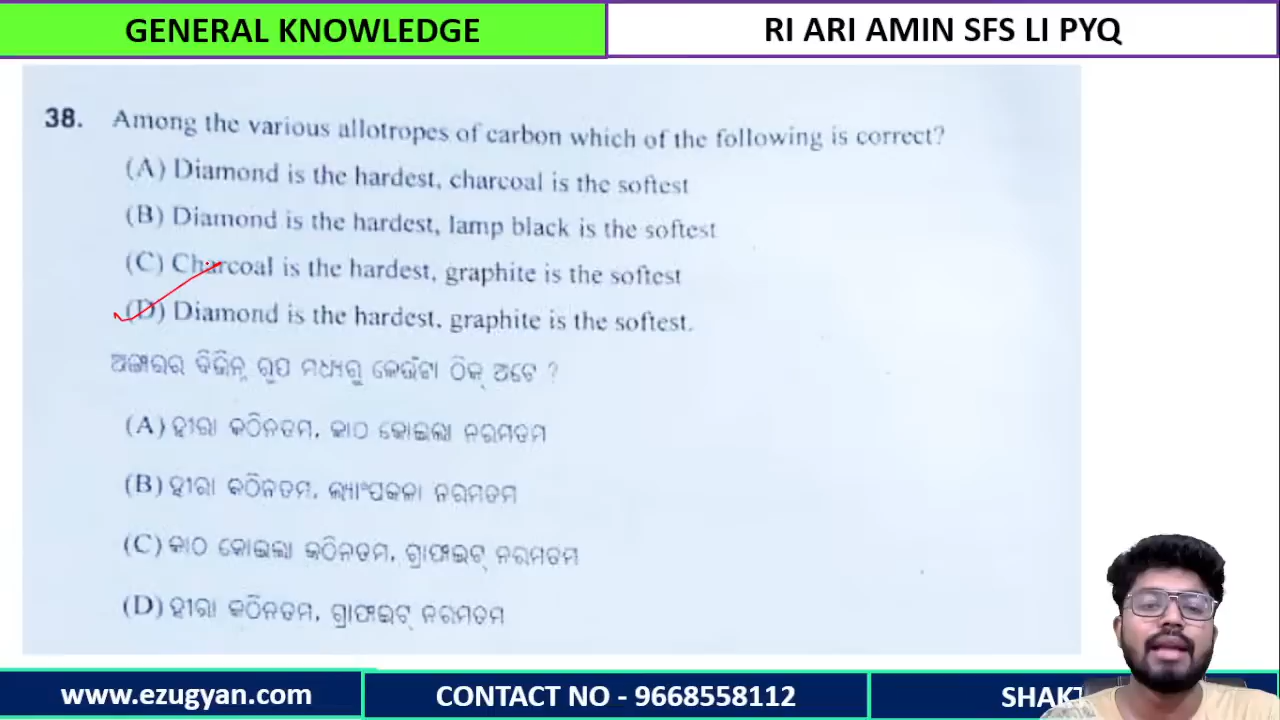 GENERAL KNOWLEDGE
RI ARI AMIN SFS LI PYQ
38. Among the various allotropes of carbon which of the following is correct?
(A) Diamond is the hardest, charcoal is the softest
(B) Diamond is the hardest, lamp black is the softest
(C) Charcoal is the hardest, graphite is the softest
(D) Diamond is the hardest, graphite is the softest.
ଅଙ୍ଗାରର ବିଭିନ୍ନ ରୂପ ମଧ୍ୟରୁ କେଉଁଟା ଠିକ୍ ଅଟେ ?
(A) ହୀରା କଠିନତମ, କାଠ କୋଇଲା ନରମତମ
(B) ହୀରା କଠିନତମ, ଲ୍ୟାଂପକଳା ନରମତମ
(C) କାଠ କୋଇଲା କଠିନତମ, ଗ୍ରାଫାଇଟ୍ ନରମତମ
(D) ହୀରା କଠିନତମ, ଗ୍ରାଫାଇଟ୍ ନରମତମ
www.ezugyan.com
CONTACT NO - 9668558112